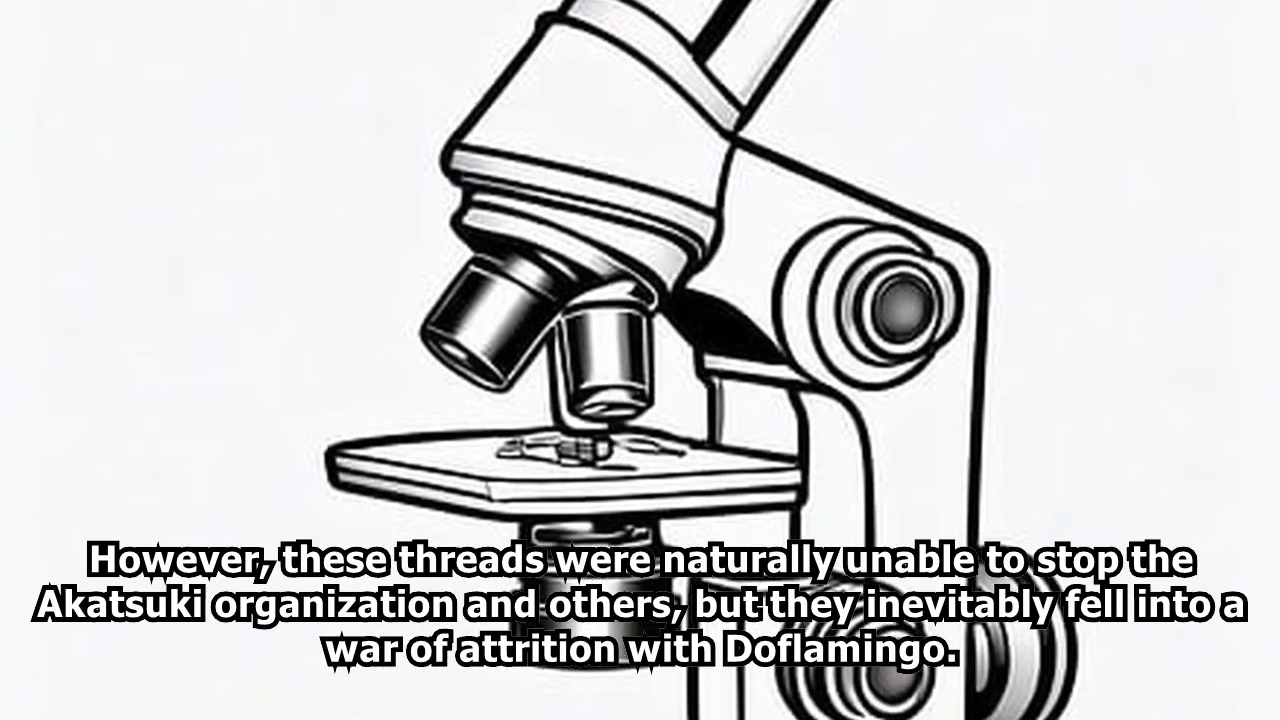 However, these threads were naturally unable to stop the
Akatsuki organization and others, but they inevitably fell into a
war of attrition with Doflamingo.